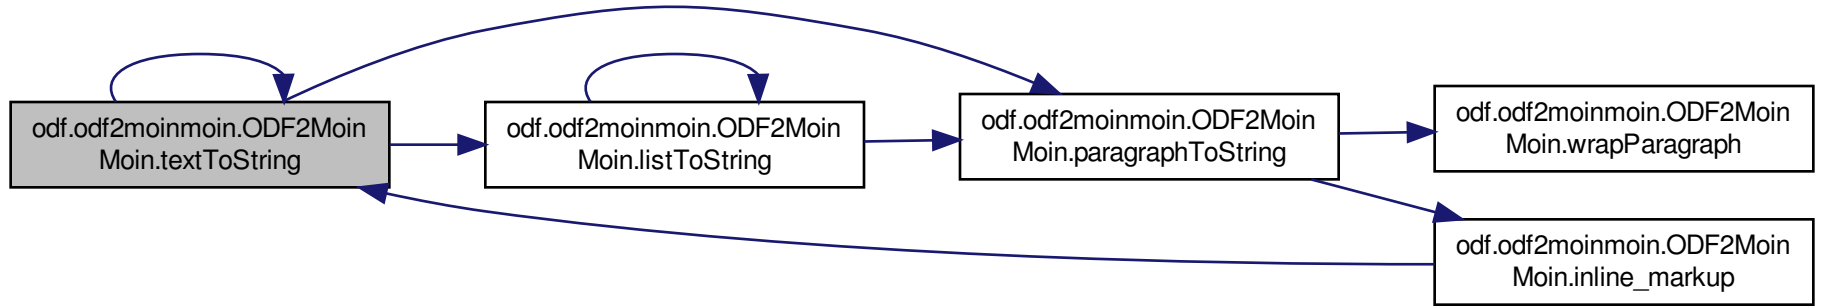 odf.odf2moinmoin.ODF2Moin
Moin.textToString
odf.odf2moinmoin.ODF2Moin
Moin.listToString
odf.odf2moinmoin.ODF2Moin
Moin.paragraphToString
odf.odf2moinmoin.ODF2Moin
Moin.wrapParagraph
odf.odf2moinmoin.ODF2Moin
Moin.inline_markup